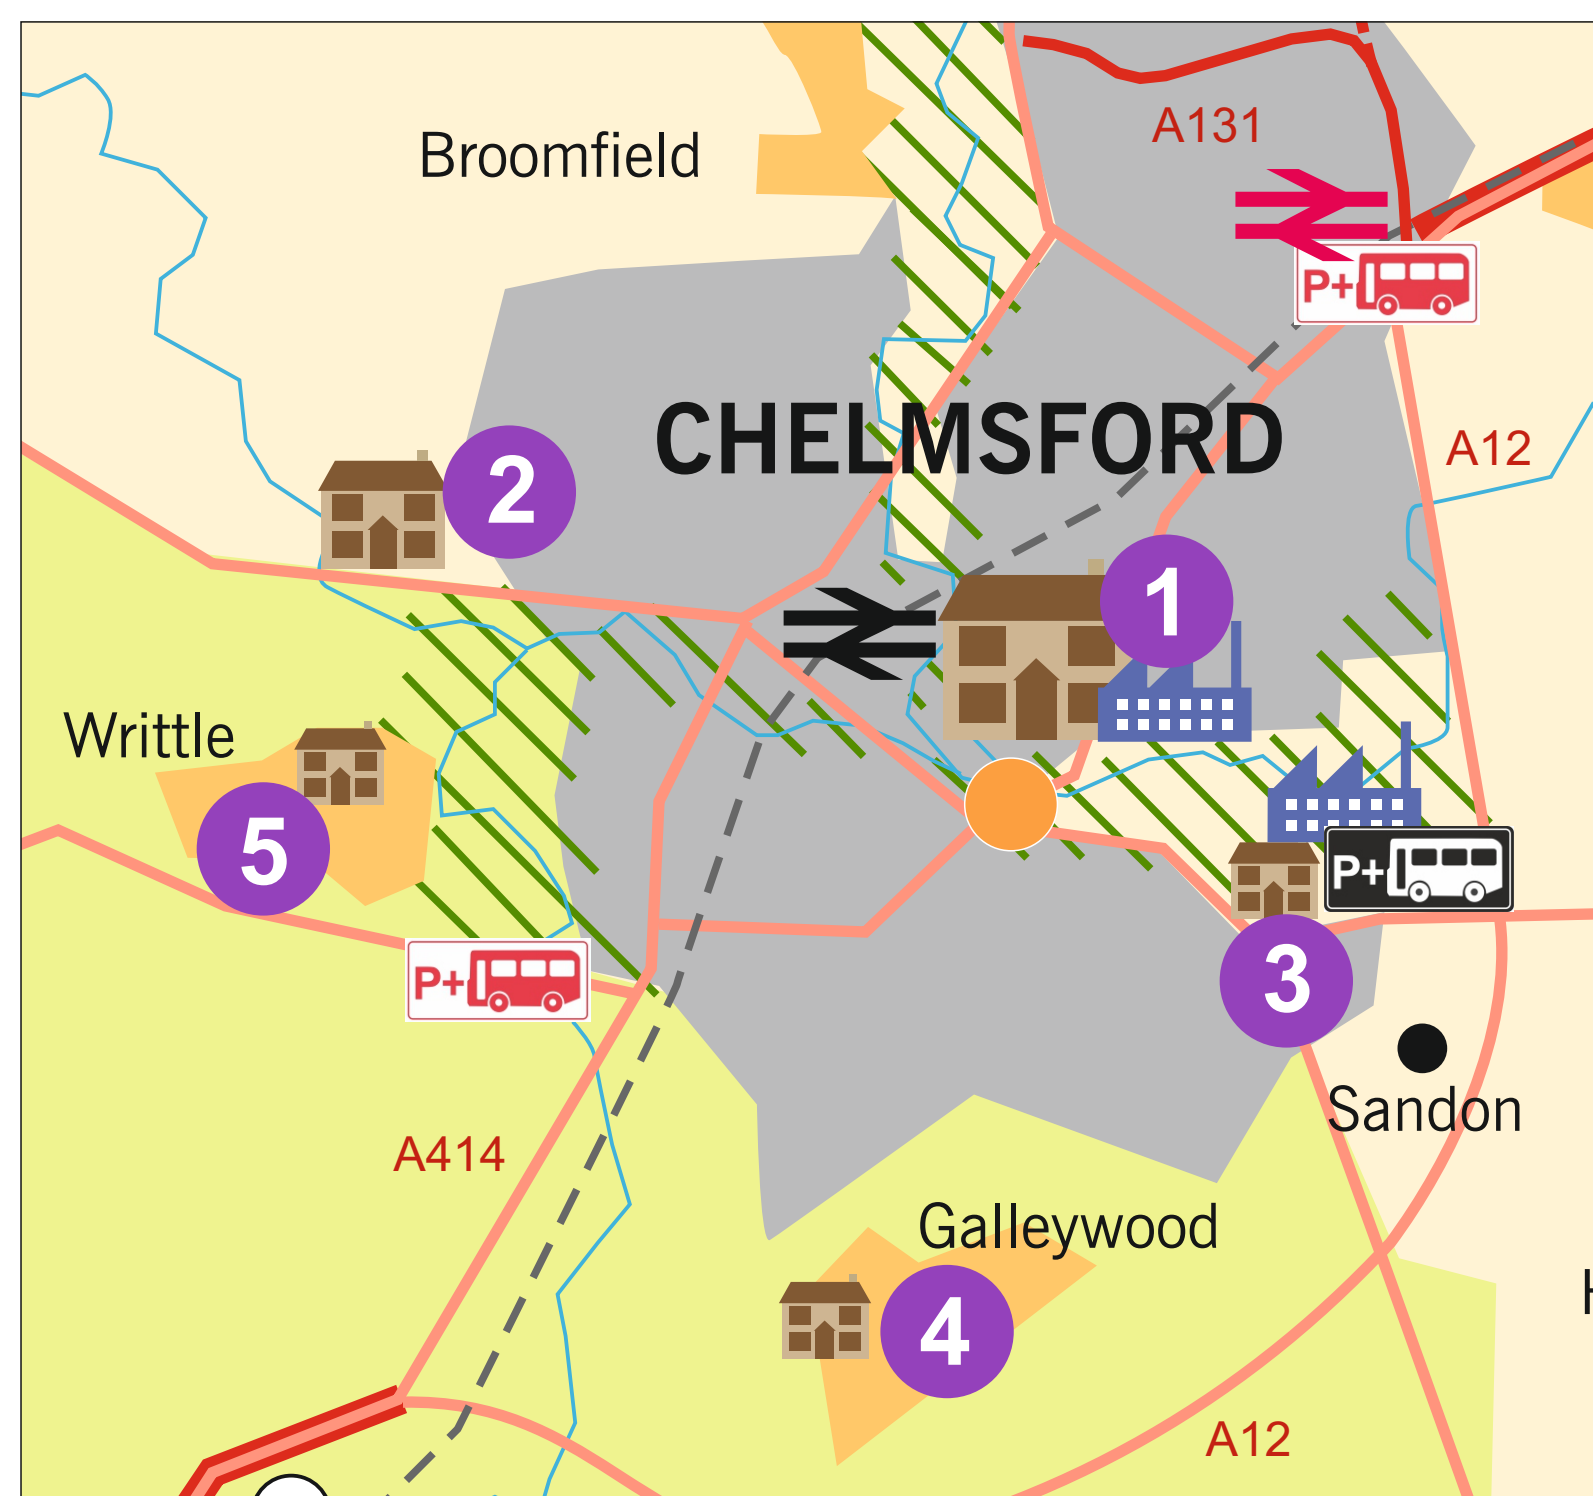 A131
Broomfield
P+
CHELMSFORD
A12
2
1
Writtle
5
P+
3
P+
Sandon
A414
Galleywood
4
A12